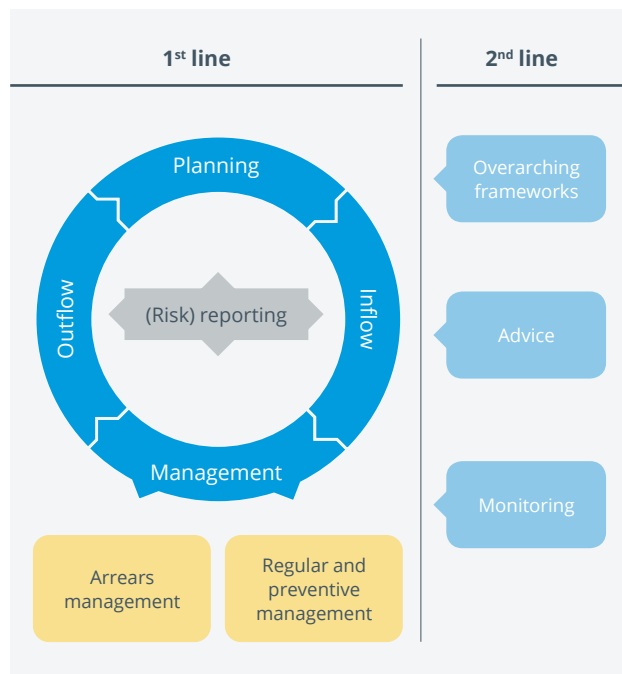 1st line
2nd line
Planning
Inflow
Management
Outflow
(Risk) reporting
Arrears
management
Regular and
preventive
management
Overarching
frameworks
Advice
Monitoring